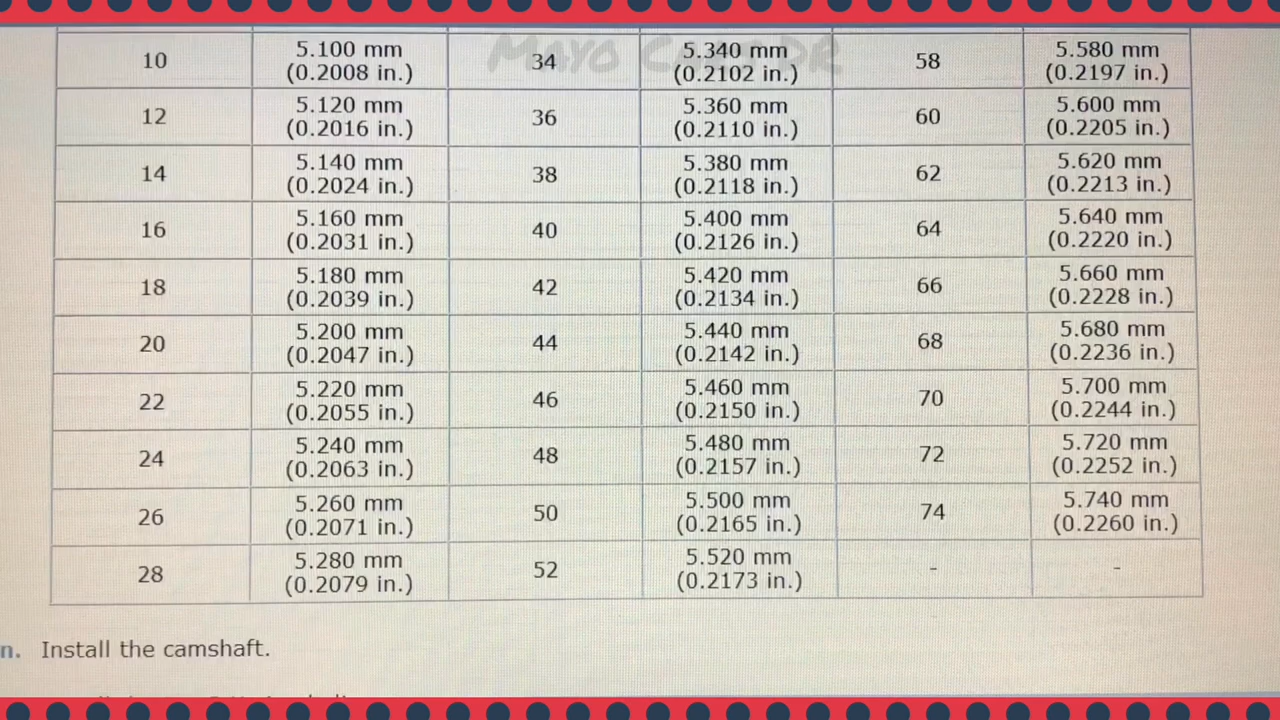 MAYO
10 5.100 mm (0.2008 in.) 34 5.340 mm (0.2102 in.) 58 5.580 mm (0.2197 in.)
12 5.120 mm (0.2016 in.) 36 5.360 mm (0.2110 in.) 60 5.600 mm (0.2205 in.)
14 5.140 mm (0.2024 in.) 38 5.380 mm (0.2118 in.) 62 5.620 mm (0.2213 in.)
16 5.160 mm (0.2031 in.) 40 5.400 mm (0.2126 in.) 64 5.640 mm (0.2220 in.)
18 5.180 mm (0.2039 in.) 42 5.420 mm (0.2134 in.) 66 5.660 mm (0.2228 in.)
20 5.200 mm (0.2047 in.) 44 5.440 mm (0.2142 in.) 68 5.680 mm (0.2236 in.)
22 5.220 mm (0.2055 in.) 46 5.460 mm (0.2150 in.) 70 5.700 mm (0.2244 in.)
24 5.240 mm (0.2063 in.) 48 5.480 mm (0.2157 in.) 72 5.720 mm (0.2252 in.)
26 5.260 mm (0.2071 in.) 50 5.500 mm (0.2165 in.) 74 5.740 mm (0.2260 in.)
28 5.280 mm (0.2079 in.) 52 5.520 mm (0.2173 in.) - -
n. Install the camshaft.